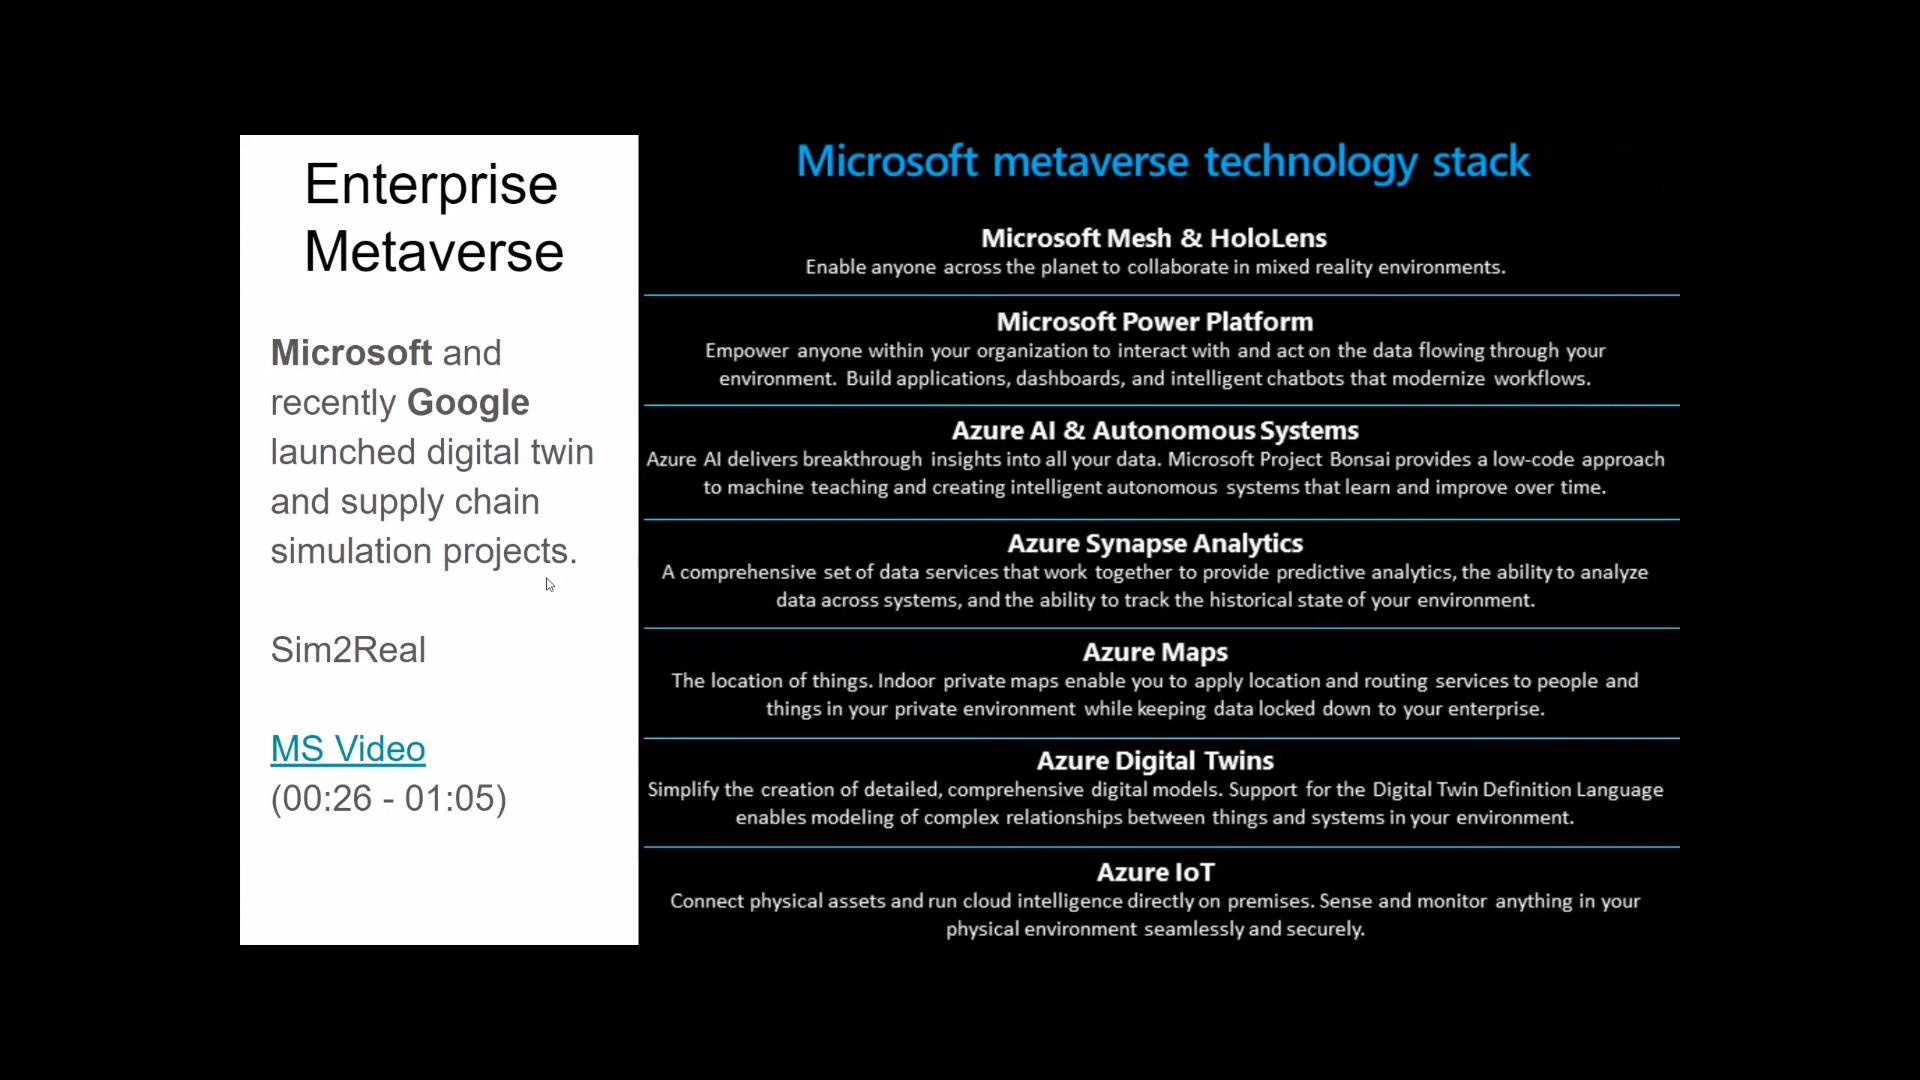 Enterprise
Metaverse
Microsoft and
recently Google
launched digital twin
and supply chain
simulation projects.
Sim2Real
MS Video
(00:26 - 01:05)
Microsoft metaverse technology stack
Microsoft Mesh & HoloLens
Enable anyone across the planet to collaborate in mixed reality environments.
Microsoft Power Platform
Empower anyone within your organization to interact with and act on the data flowing through your
environment. Build applications, dashboards, and intelligent chatbots that modernize workflows.
Azure AI & Autonomous Systems
Azure AI delivers breakthrough insights into all your data. Microsoft Project Bonsai provides a low-code approach
to machine teaching and creating intelligent autonomous systems that learn and improve over time.
Azure Synapse Analytics
A comprehensive set of data services that work together to provide predictive analytics, the ability to analyze
data across systems, and the ability to track the historical state of your environment.
Azure Maps
The location of things. Indoor private maps enable you to apply location and routing services to people and
things in your private environment while keeping data locked down to your enterprise.
Azure Digital Twins
Simplify the creation of detailed, comprehensive digital models. Support for the Digital Twin Definition Language
enables modeling of complex relationships between things and systems in your environment.
Azure IoT
Connect physical assets and run cloud intelligence directly on premises. Sense and monitor anything in your
physical environment seamlessly and securely.